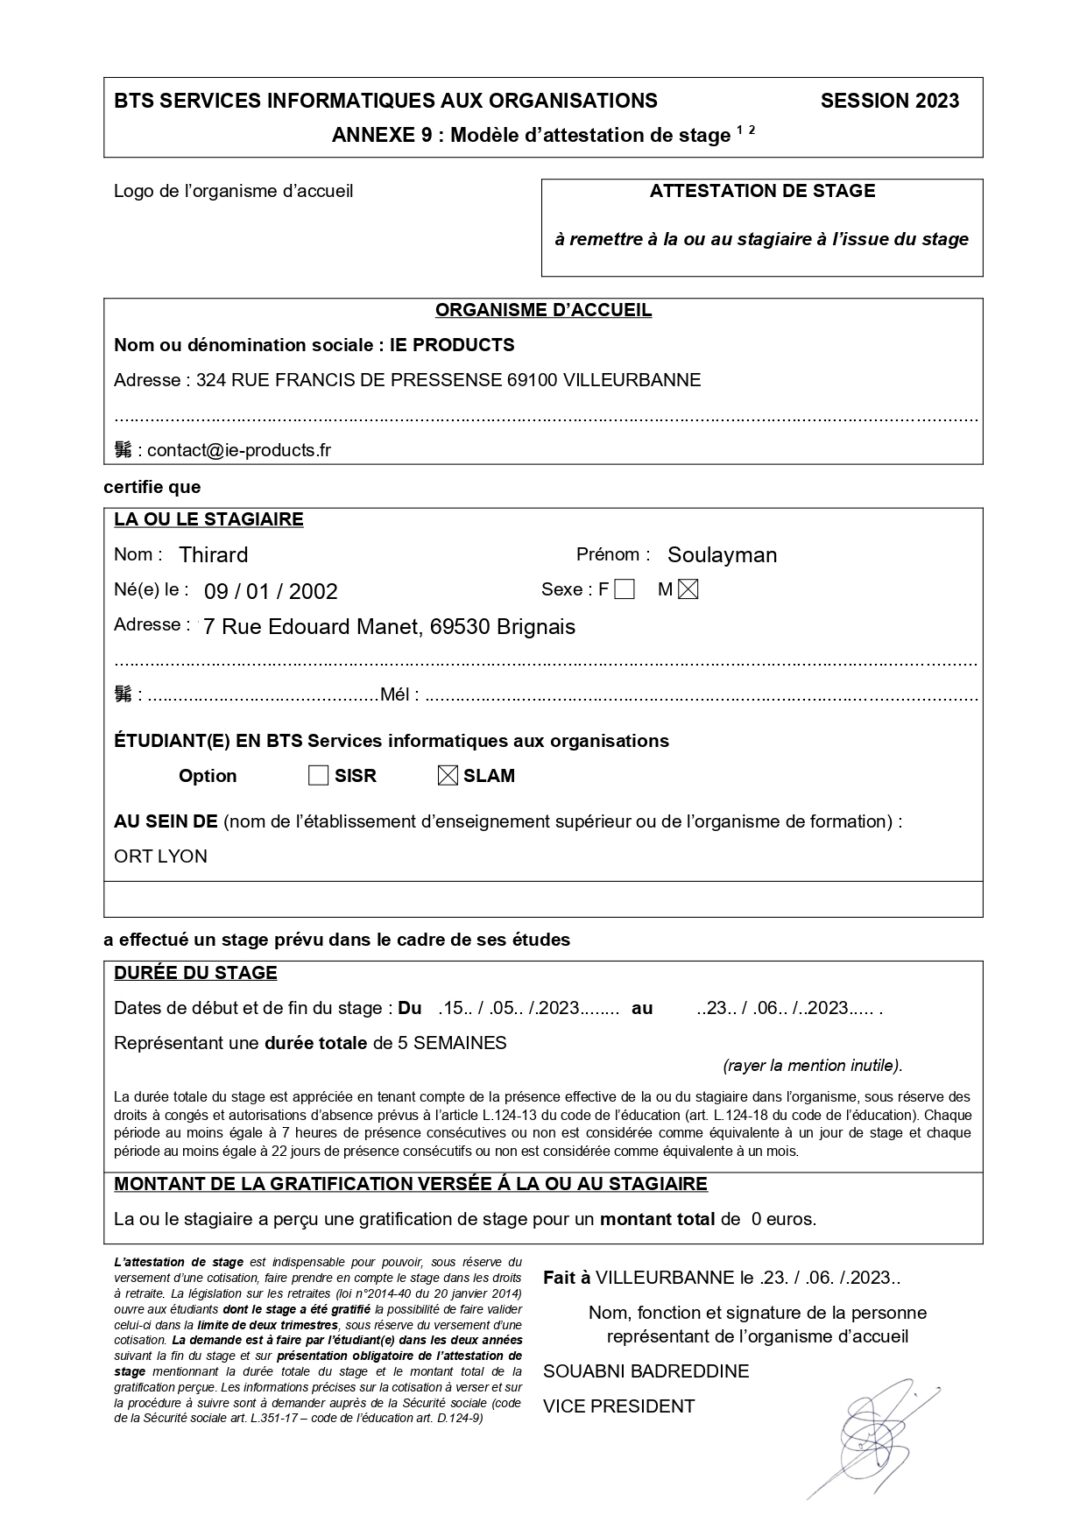 BTS SERVICES INFORMATIQUES AUX ORGANISATIONS SESSION 2023
ANNEXE 9 : Modèle d’attestation de stage 1 2
Logo de l’organisme d’accueil
ATTESTATION DE STAGE
à remettre à la ou au stagiaire à l’issue du stage
ORGANISME D’ACCUEIL
Nom ou dénomination sociale : IE PRODUCTS
Adresse : 324 RUE FRANCIS DE PRESSENSE 69100 VILLEURBANNE
: contact@ie-products.fr
certifie que
LA OU LE STAGIAIRE
Nom : Thirard Prénom : Soulayman
Né(e) le : 09 / 01 / 2002 Sexe : F M
Adresse : 7 Rue Edouard Manet, 69530 Brignais
: ............................................Mél : ..........................................................................................................
ÉTUDIANT(E) EN BTS Services informatiques aux organisations
Option SISR SLAM
AU SEIN DE (nom de l’établissement d’enseignement supérieur ou de l’organisme de formation) :
ORT LYON
a effectué un stage prévu dans le cadre de ses études
DURÉE DU STAGE
Dates de début et de fin du stage : Du .15.. / .05.. /.2023........ au ..23.. / .06.. /..2023..... .
Représentant une durée totale de 5 SEMAINES
(rayer la mention inutile).
La durée totale du stage est appréciée en tenant compte de la présence effective de la ou du stagiaire dans l’organisme, sous réserve des
droits à congés et autorisations d’absence prévus à l’article L.124-13 du code de l’éducation (art. L.124-18 du code de l’éducation). Chaque
période au moins égale à 7 heures de présence consécutives ou non est considérée comme équivalente à un jour de stage et chaque
période au moins égale à 22 jours de présence consécutifs ou non est considérée comme équivalente à un mois.
MONTANT DE LA GRATIFICATION VERSÉE Á LA OU AU STAGIAIRE
La ou le stagiaire a perçu une gratification de stage pour un montant total de 0 euros.
L’attestation de stage est indispensable pour pouvoir, sous réserve du
versement d’une cotisation, faire prendre en compte le stage dans les droits
à retraite. La législation sur les retraites (loi n°2014-40 du 20 janvier 2014)
ouvre aux étudiants dont le stage a été gratifié la possibilité de faire valider
celui-ci dans la limite de deux trimestres, sous réserve du versement d’une
cotisation. La demande est à faire par l’étudiant(e) dans les deux années
suivant la fin du stage et sur présentation obligatoire de l’attestation de
stage mentionnant la durée totale du stage et le montant total de la
gratification perçue. Les informations précises sur la cotisation à verser et sur
la procédure à suivre sont à demander auprès de la Sécurité sociale (code
de la Sécurité sociale art. L.351-17 – code de l’éducation art. D.124-9)
Fait à VILLEURBANNE le .23. / .06. /.2023..
Nom, fonction et signature de la personne
représentant de l’organisme d’accueil
SOUABNI BADREDDINE
VICE PRESIDENT